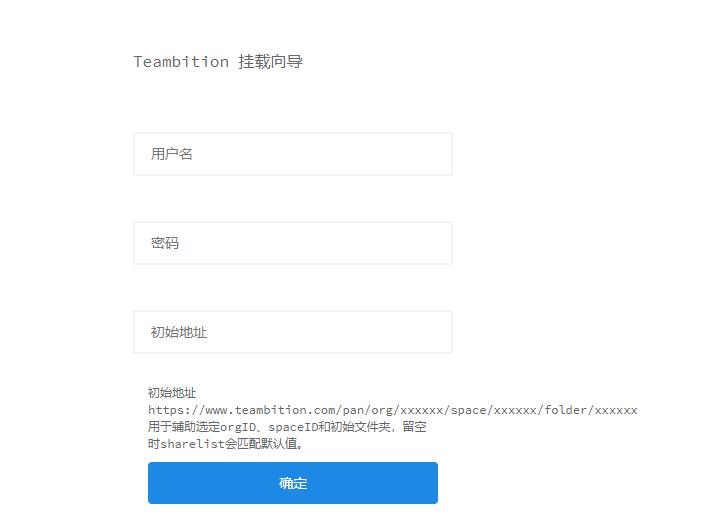 Teambition 挂载向导
用户名
密码
初始地址
初始地址
https://www.teambition.com/pan/org/xxxxxx/space/xxxxxx/folder/xxxxxx
用于辅助选定orgID、spaceID和初始文件夹，留空
时sharelist会匹配默认值。
确定